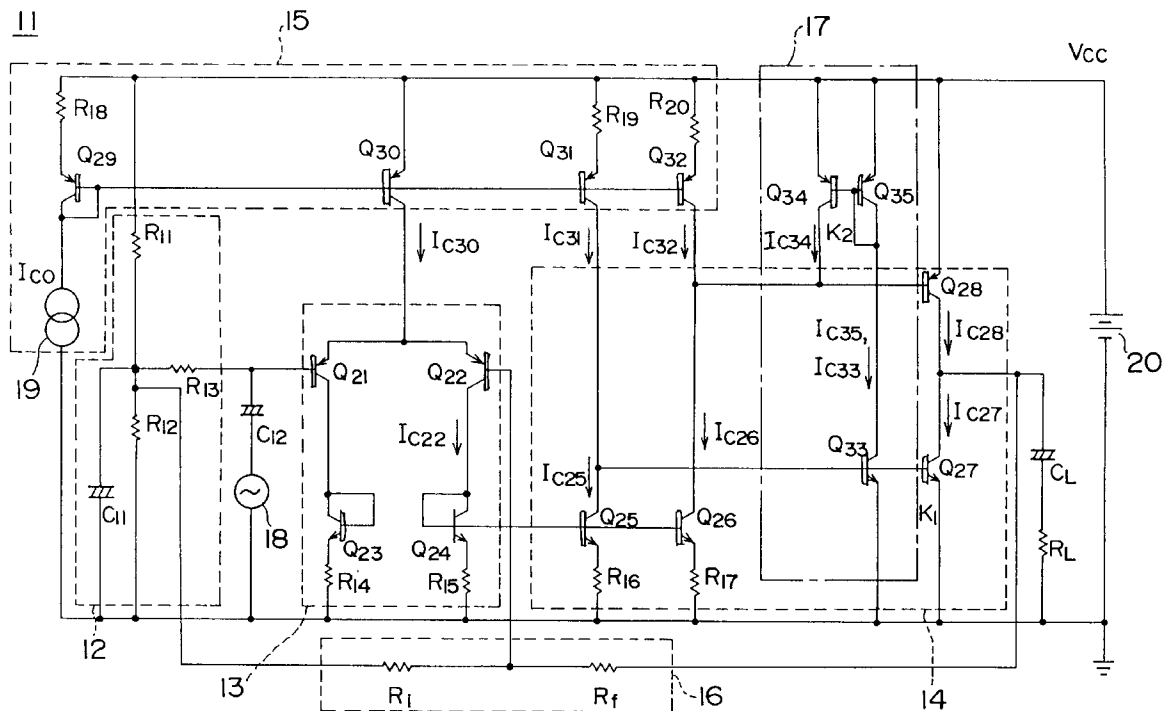 11
15
17
VCC
R18
R19
R20
Q29
Q30
Q31
Q32
Q34
Q35
K2
R11
IC30
IC31
IC32
IC34
ICO
Q28
19
R13
Q21
Q22
IC35,
IC33
IC28
20
R12
C12
IC22
IC26
IC27
C11
18
IC25
Q33
Q27
CL
Q23
Q24
Q25
Q26
K1
R14
R15
R16
R17
RL
12
13
Ri
Rf
16
14